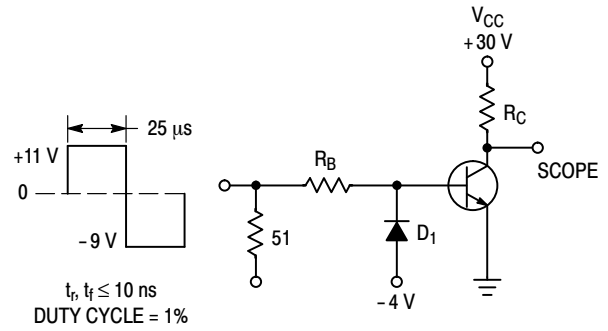 V_CC
+30 V
R_C
SCOPE
25 μs
+11 V
0
−9 V
R_B
51
D_1
−4 V
t_r, t_f ≤ 10 ns
DUTY CYCLE = 1%